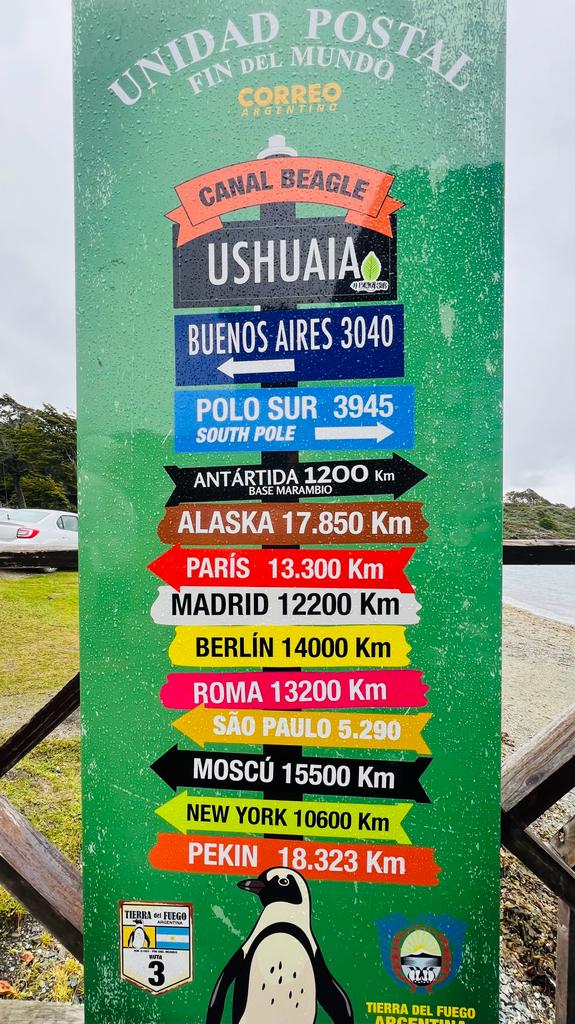 UNIDAD POSTAL
FIN DEL MUNDO
CORREO
ARGENTINO
CANAL BEAGLE
USHUAIA
BUENOS AIRES 3040
POLO SUR 3945
SOUTH POLE
ANTÁRTIDA 1200 Km
BASE MARAMBIO
ALASKA 17.850 Km
PARÍS 13.300 Km
MADRID 12200 Km
BERLÍN 14000 Km
ROMA 13200 Km
SÃO PAULO 5.290
MOSCÚ 15500 Km
NEW YORK 10600 Km
PEKIN 18.323 Km
TIERRA del FUEGO
ARGENTINA
RUTA
3
TIERRA DEL FUEGO
ARGENTINA